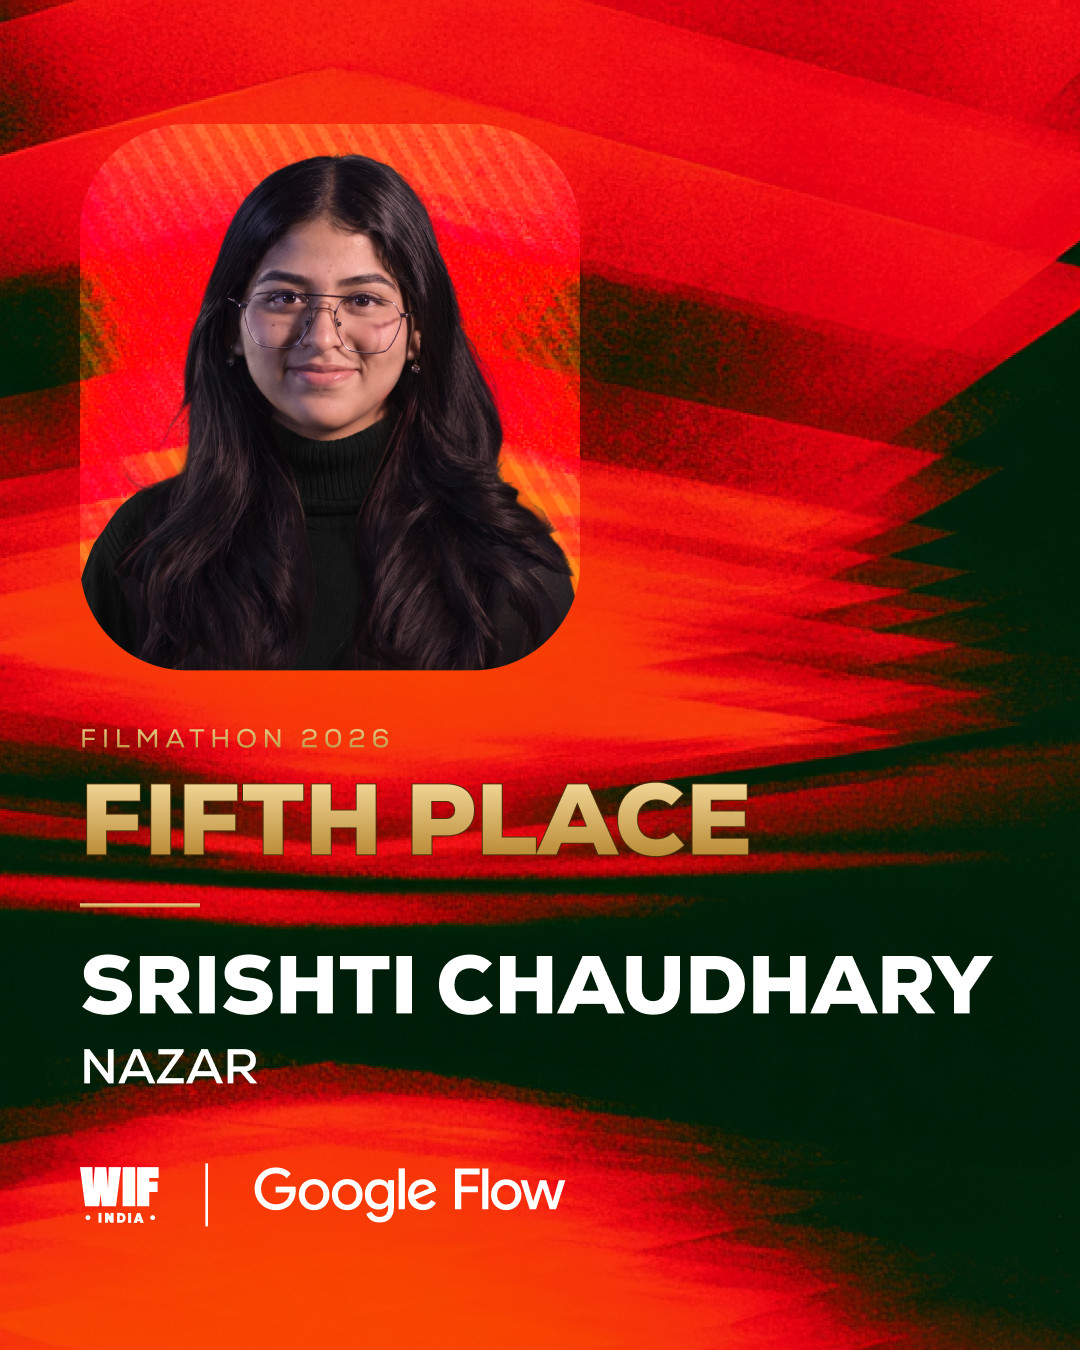 FILMATHON 2026
FIFTH PLACE
SRISHTI CHAUDHARY
NAZAR
WIF
• INDIA •
Google Flow